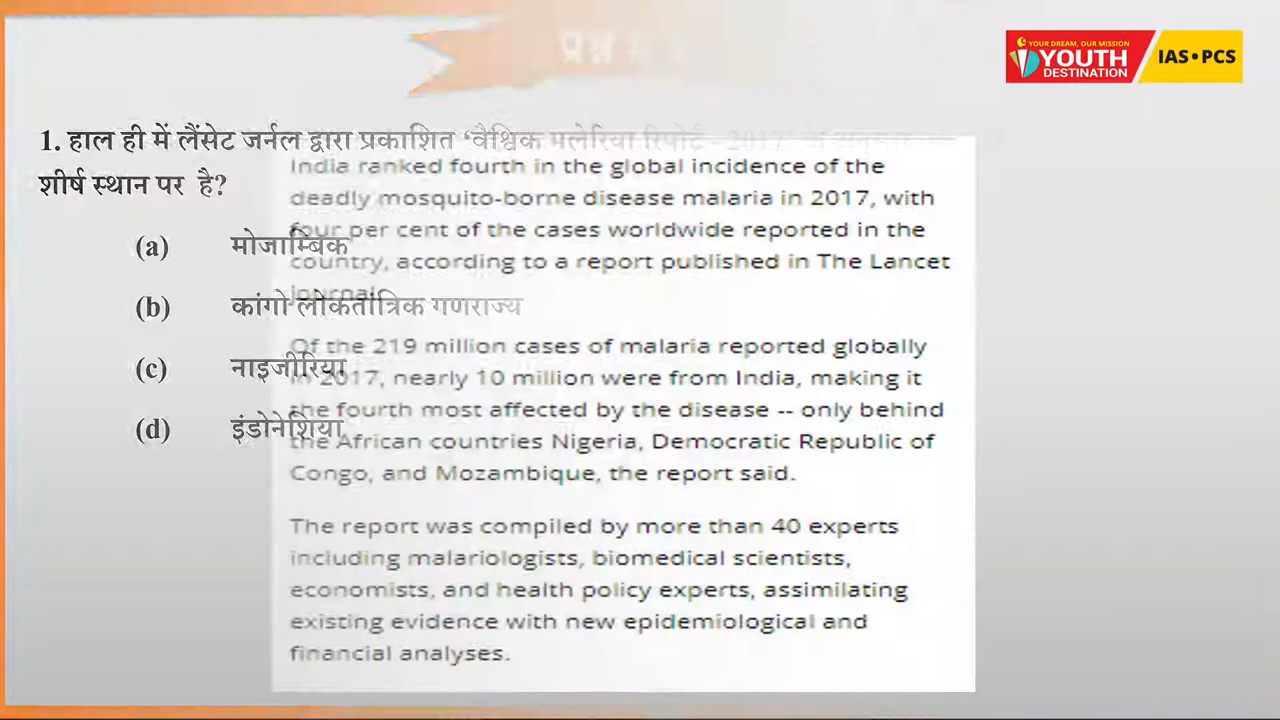 प्रश्न
YOUR DREAM, OUR MISSION
YOUTH
DESTINATION
IAS•PCS
1. हाल ही में लैंसेट जर्नल द्वारा प्रकाशित ‘वैश्विक मलेरिया रिपोर्ट - 2017’ के अनुसार
शीर्ष स्थान पर है?
(a) मोजाम्बिक
(b) कांगो लोकतांत्रिक गणराज्य
(c) नाइजीरिया
(d) इंडोनेशिया
India ranked fourth in the global incidence of the
deadly mosquito-borne disease malaria in 2017, with
four per cent of the cases worldwide reported in the
country, according to a report published in The Lancet
journal.
Of the 219 million cases of malaria reported globally
in 2017, nearly 10 million were from India, making it
the fourth most affected by the disease -- only behind
the African countries Nigeria, Democratic Republic of
Congo, and Mozambique, the report said.
The report was compiled by more than 40 experts
including malariologists, biomedical scientists,
economists, and health policy experts, assimilating
existing evidence with new epidemiological and
financial analyses.